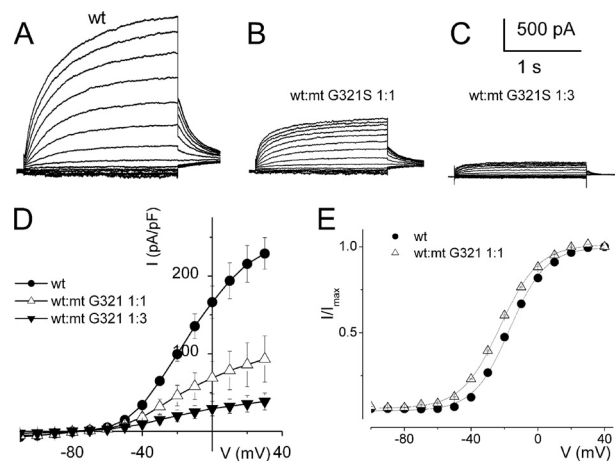 A
wt
B
C
500 pA
1 s
wt:mt G321S 1:1
wt:mt G321S 1:3
D
I (pA/pF)
wt
wt:mt G321 1:1
wt:mt G321 1:3
200
100
-80
-40
40
V (mV)
E
wt
wt:mt G321 1:1
I/Imax
1.0
0.5
-80
-40
0
40
V (mV)